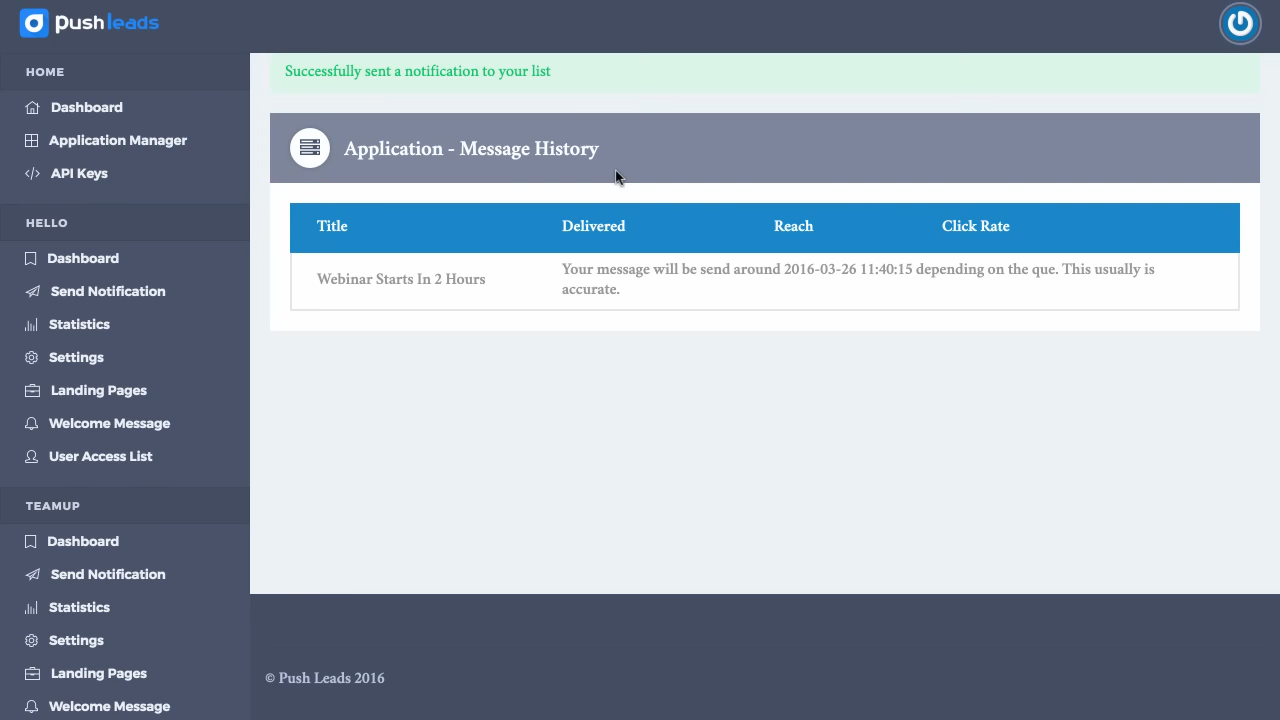 pushleads
HOME
Dashboard
Application Manager
API Keys
HELLO
Dashboard
Send Notification
Statistics
Settings
Landing Pages
Welcome Message
User Access List
TEAMUP
Dashboard
Send Notification
Statistics
Settings
Landing Pages
Welcome Message
Successfully sent a notification to your list
Application - Message History
Title Delivered Reach Click Rate
Webinar Starts In 2 Hours
Your message will be send around 2016-03-26 11:40:15 depending on the que. This usually is
accurate.
© Push Leads 2016